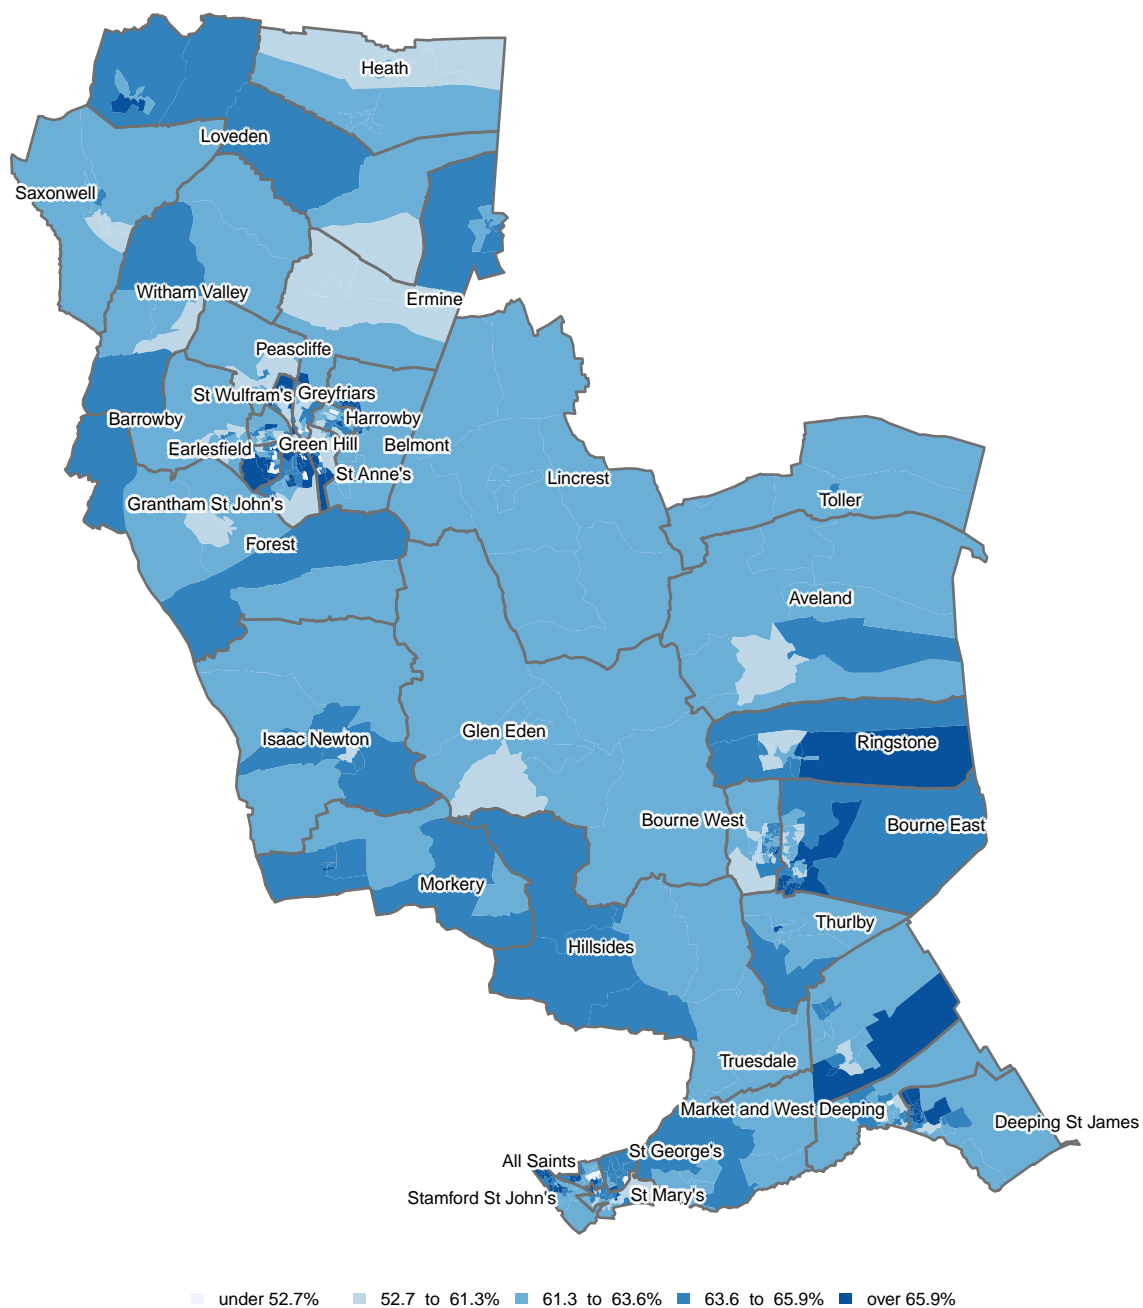 Heath
Loveden
Saxonwell
Witham Valley
Ermine
Peascliffe
St Wulfram's
Greyfriars
Barrowby
Harrowby
Earlesfield
Green Hill
Belmont
St Anne's
Lincrest
Toller
Grantham St John's
Forest
Aveland
Isaac Newton
Glen Eden
Ringstone
Bourne West
Bourne East
Morkery
Thurlby
Hillsides
Truesdale
Market and West Deeping
Deeping St James
All Saints
St George's
Stamford St John's
St Mary's
under 52.7% 52.7 to 61.3% 61.3 to 63.6% 63.6 to 65.9% over 65.9%